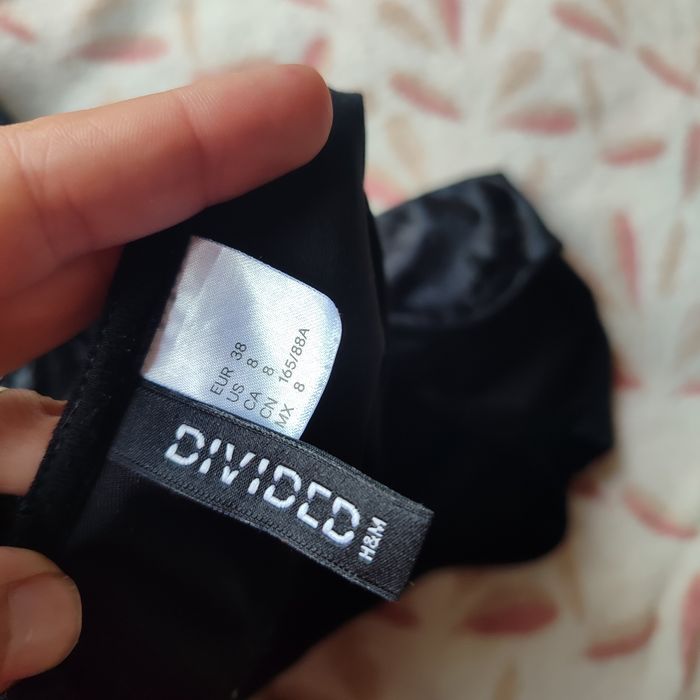 EUR 38
US 8
CA 8
CN 165/88A
MX 8
DIVIDED
H&M